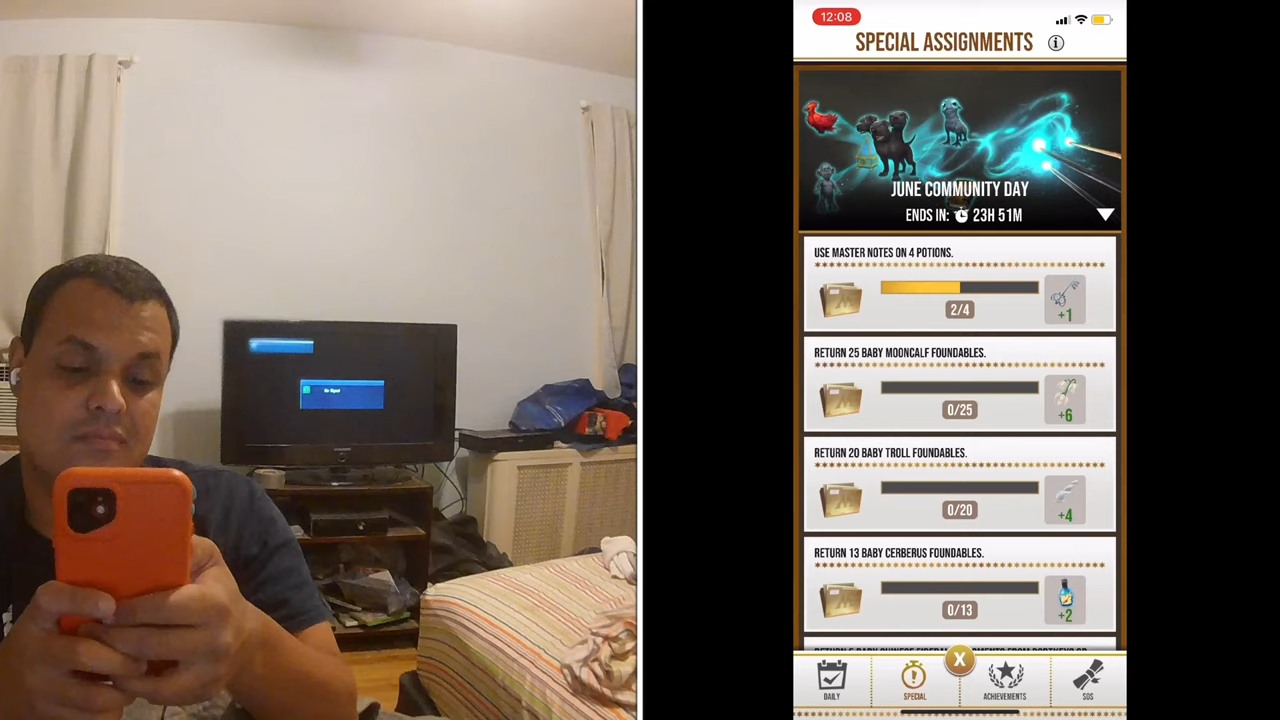 12:08
SPECIAL ASSIGNMENTS
JUNE COMMUNITY DAY
ENDS IN: 23H 51M
USE MASTER NOTES ON 4 POTIONS.
2/4
+1
RETURN 25 BABY MOONCALF FOUNDABLES.
0/25
+6
RETURN 20 BABY TROLL FOUNDABLES.
0/20
+4
RETURN 13 BABY CERBERUS FOUNDABLES.
0/13
+2
X
DAILY
SPECIAL
ACHIEVEMENTS
SOS
No Signal